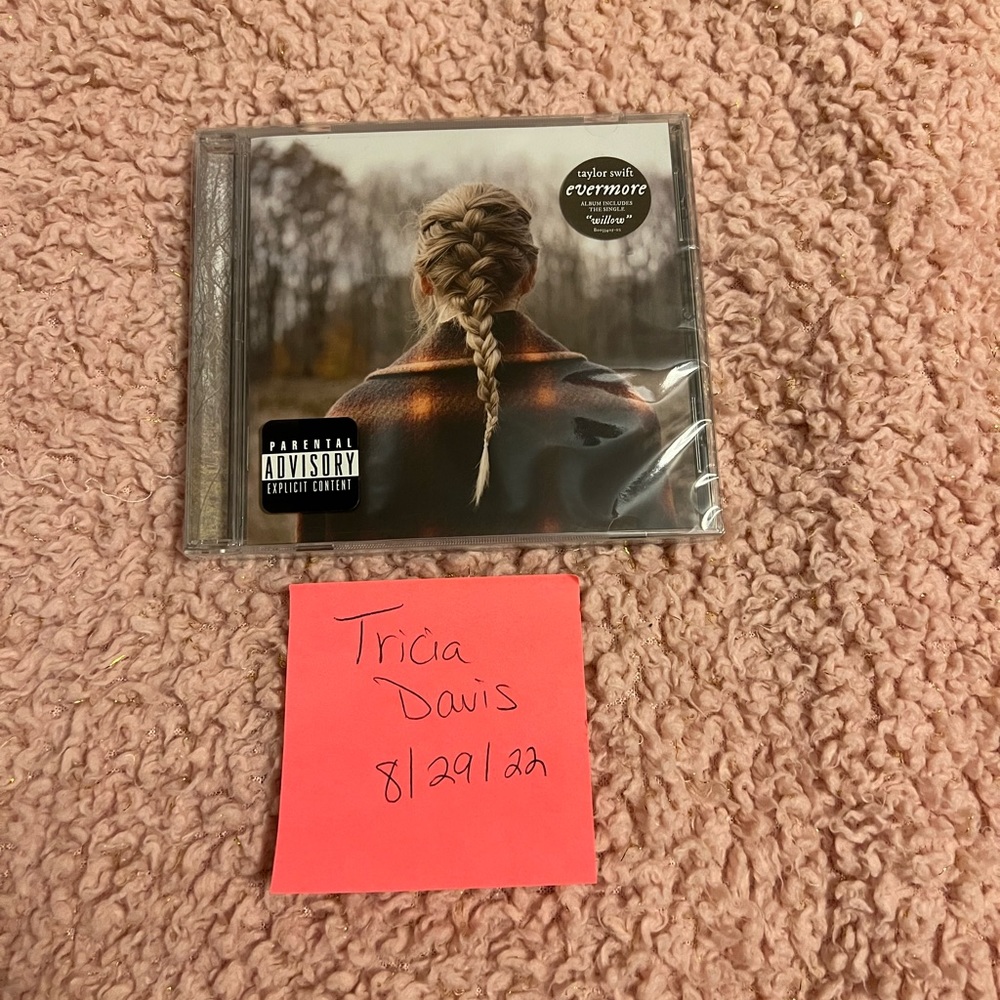 taylor swift
evermore
ALBUM INCLUDES
THE SINGLE
"willow"
PARENTAL
ADVISORY
EXPLICIT CONTENT
Tricia
Davis
8/29/22